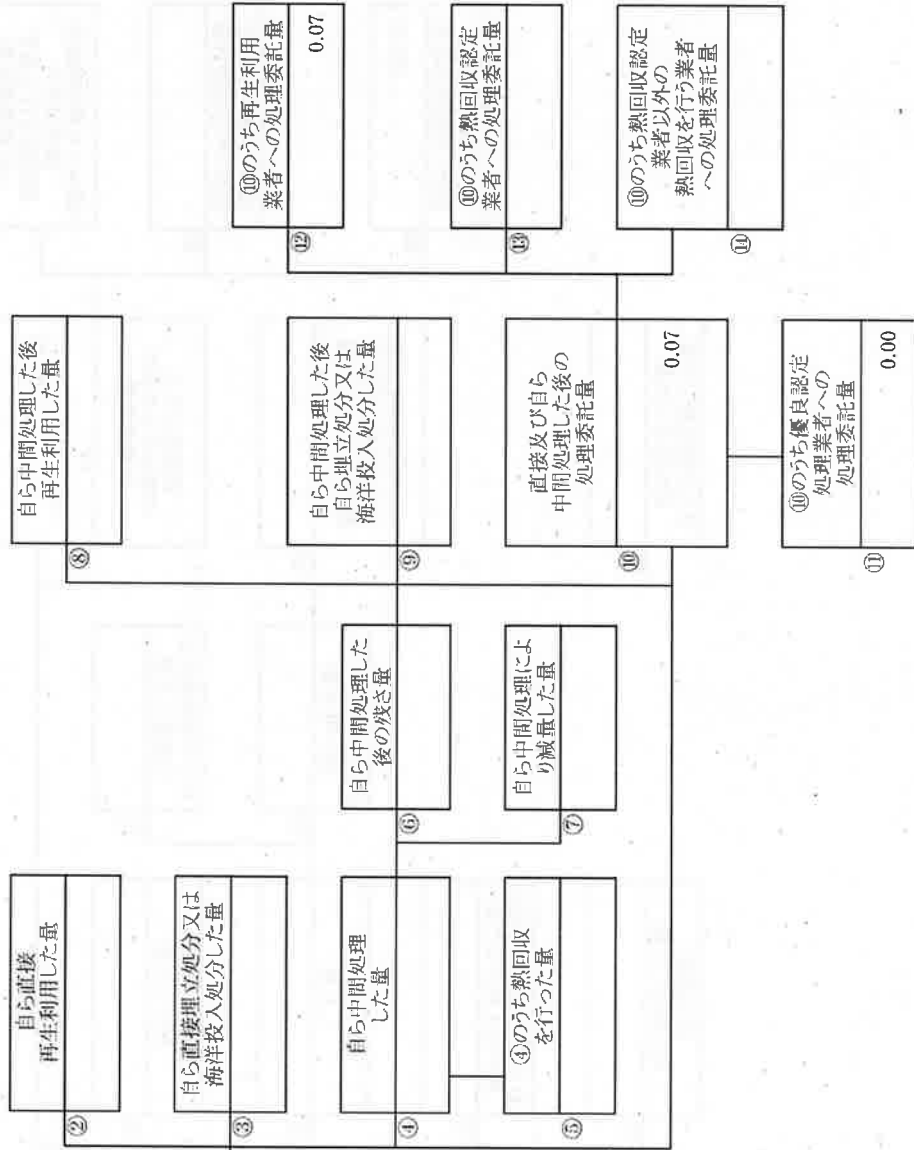 ② 自ら直接
再生利用した量
③ 自ら直接埋立処分又は
海洋投入処分した量
④ 自ら中間処理
した量
⑤ ④のうち熱回収
を行った量
⑥ 自ら中間処理した
後の残さ量
⑦ 自ら中間処理によ
り減量した量
⑧ 自ら中間処理した後
再生利用した量
⑨ 自ら中間処理した後
自ら埋立処分又は
海洋投入処分した量
⑩ 直接及び自ら
中間処理した後の
処理委託量
0.07
⑪ ⑩のうち優良認定
処理業者への
処理委託量
0.00
⑫ ⑩のうち再生利用
業者への処理委託量
0.07
⑬ ⑩のうち熱回収認定
業者への処理委託量
⑭ ⑩のうち熱回収認定
業者以外の
熱回収を行う業者
への処理委託量